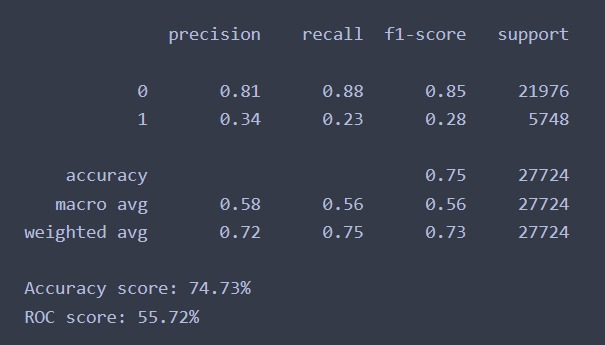 precision recall f1-score support
0 0.81 0.88 0.85 21976
1 0.34 0.23 0.28 5748
accuracy 0.75 27724
macro avg 0.58 0.56 0.56 27724
weighted avg 0.72 0.75 0.73 27724
Accuracy score: 74.73%
ROC score: 55.72%